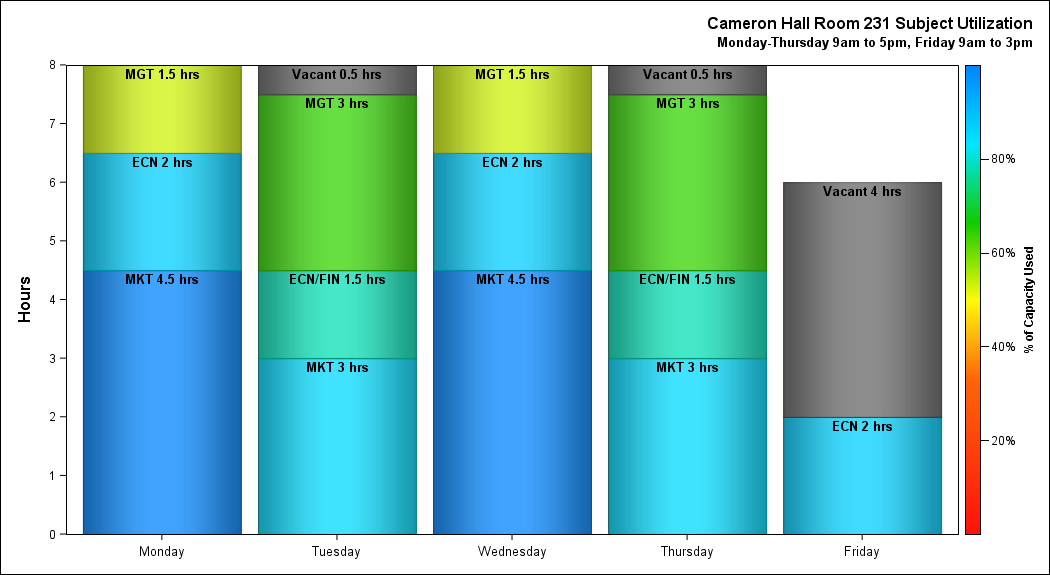 Cameron Hall Room 231 Subject Utilization
Monday-Thursday 9am to 5pm, Friday 9am to 3pm
Hours
8
7
6
5
4
3
2
1
0
MGT 1.5 hrs
ECN 2 hrs
MKT 4.5 hrs
Monday
Vacant 0.5 hrs
MGT 3 hrs
ECN/FIN 1.5 hrs
MKT 3 hrs
Tuesday
MGT 1.5 hrs
ECN 2 hrs
MKT 4.5 hrs
Wednesday
Vacant 0.5 hrs
MGT 3 hrs
ECN/FIN 1.5 hrs
MKT 3 hrs
Thursday
Vacant 4 hrs
ECN 2 hrs
Friday
80%
60%
40%
20%
% of Capacity Used